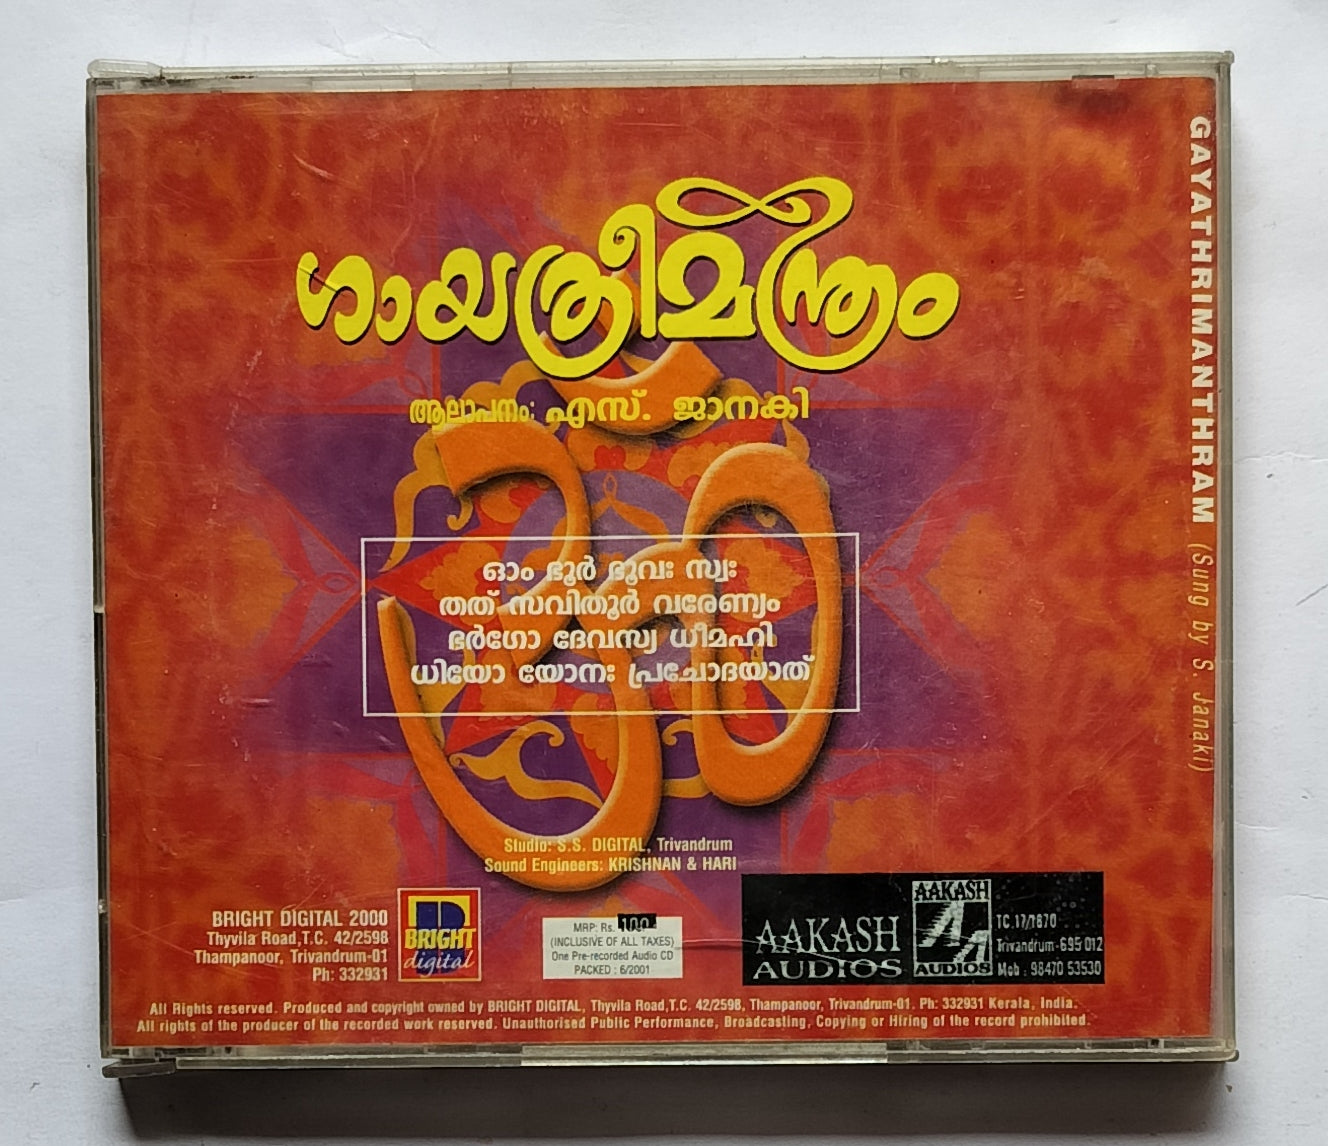 ഗായത്രീമന്ത്രം
ആലാപനം: എസ്. ജാനകി
ഓം ഭൂർ ഭൂവഃ സ്വഃ
തത് സവിതൂർ വരേണ്യം
ഭർഗോ ദേവസ്വ ധീമഹി
ധിയോ യോനഃ പ്രചോദയാത്
Studio: S.S. DIGITAL, Trivandrum
Sound Engineers: KRISHNAN & HARI
BRIGHT DIGITAL 2000
Thyvila Road,T.C. 42/2598
Thampanoor, Trivandrum-01
Ph: 332931
BRIGHT
digital
MRP: Rs. 100
(INCLUSIVE OF ALL TAXES)
One Pre-recorded Audio CD
PACKED : 6/2001
AAKASH
AUDIOS
AAKASH
AUDIOS
TC.17/1870
Trivandrum-695 012
Mob : 98470 53530
All Rights reserved. Produced and copyright owned by BRIGHT DIGITAL, Thyvila Road,T.C. 42/2598, Thampanoor, Trivandrum-01. Ph: 332931 Kerala, India.
All rights of the producer of the recorded work reserved. Unauthorised Public Performance, Broadcasting, Copying or Hiring of the record prohibited.
GAYATHRIMANTHRAM (Sung by S. Janaki)